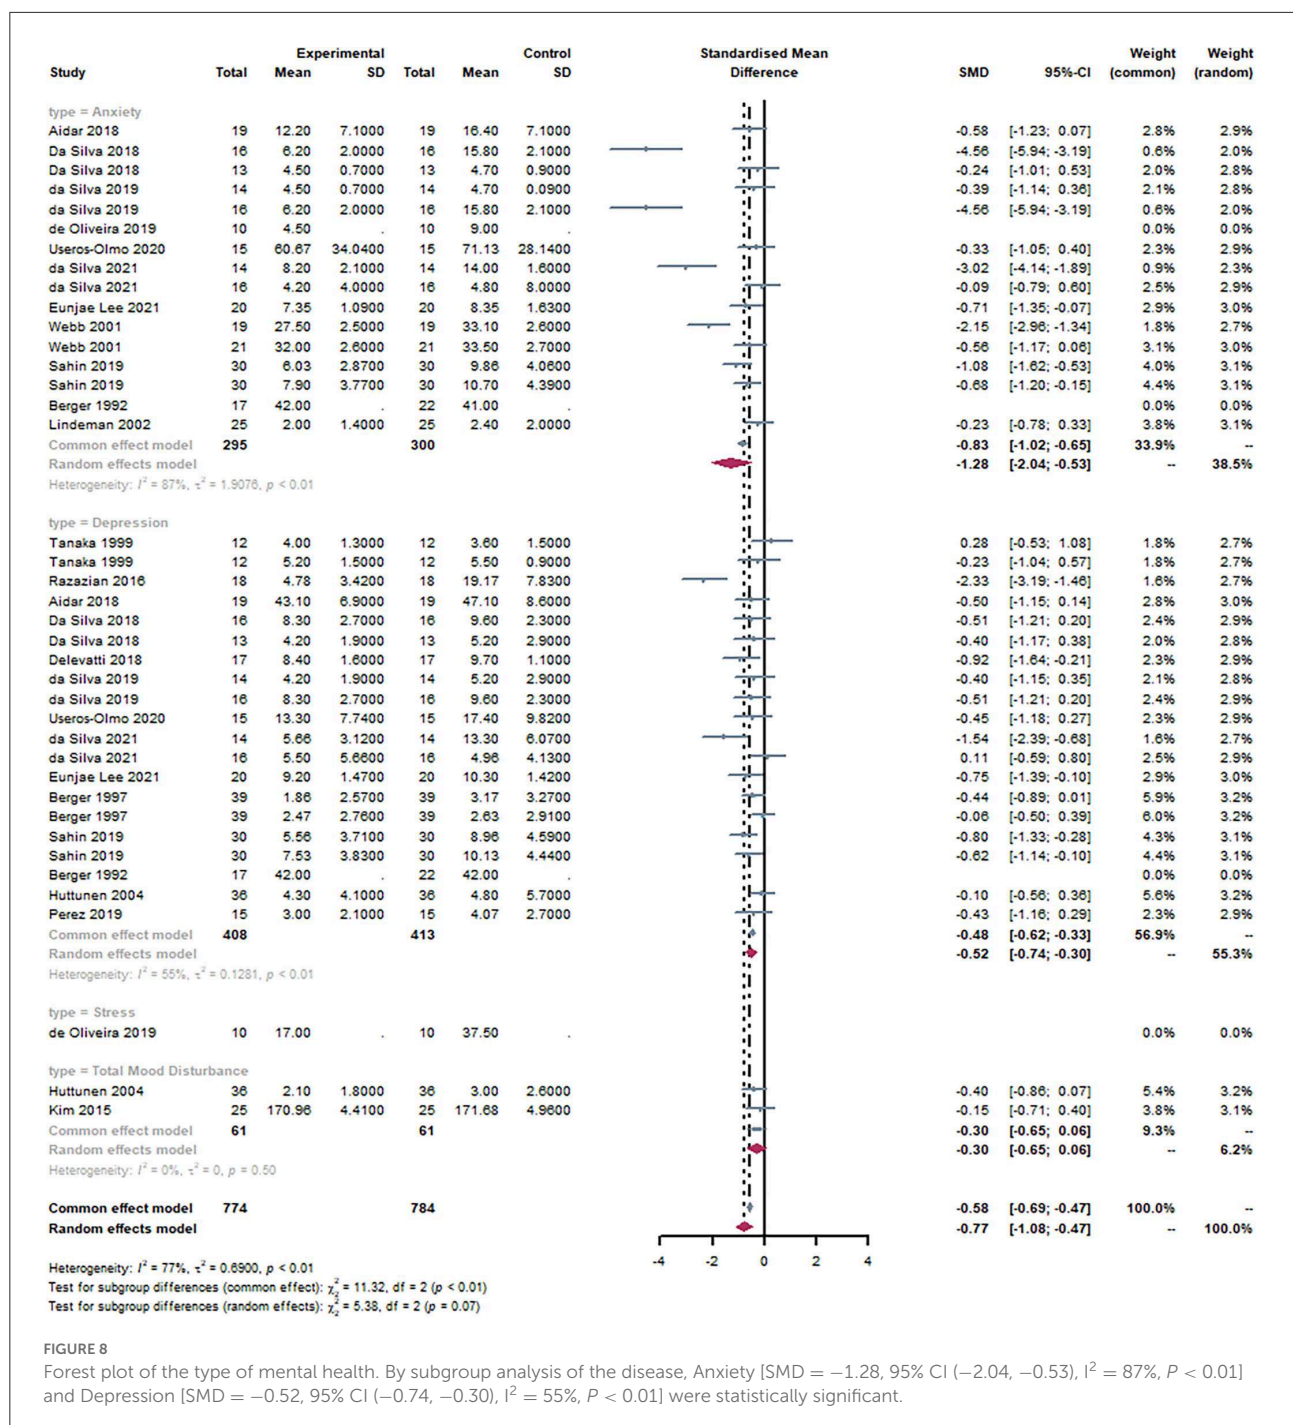 Experimental Control Standardised Mean Weight Weight
Study Total Mean SD Total Mean SD Difference SMD 95%-CI (common) (random)
type = Anxiety
Aidar 2018 19 12.20 7.1000 19 16.40 7.1000 -0.58 [-1.23; 0.07] 2.8% 2.9%
Da Silva 2018 16 6.20 2.0000 16 15.80 2.1000 -4.56 [-5.94; -3.19] 0.6% 2.0%
Da Silva 2018 13 4.50 0.7000 13 4.70 0.9000 -0.24 [-1.01; 0.53] 2.0% 2.8%
da Silva 2019 14 4.50 0.7000 14 4.70 0.0900 -0.39 [-1.14; 0.36] 2.1% 2.8%
da Silva 2019 16 6.20 2.0000 16 15.80 2.1000 -4.56 [-5.94; -3.19] 0.6% 2.0%
de Oliveira 2019 10 4.50 . 10 9.00 . 0.0% 0.0%
Useros-Olmo 2020 15 60.67 34.0400 15 71.13 28.1400 -0.33 [-1.05; 0.40] 2.3% 2.9%
da Silva 2021 14 8.20 2.1000 14 14.00 1.6000 -3.02 [-4.14; -1.89] 0.9% 2.3%
da Silva 2021 16 4.20 4.0000 16 4.80 8.0000 -0.09 [-0.79; 0.60] 2.5% 2.9%
Eunjae Lee 2021 20 7.35 1.0900 20 8.35 1.6300 -0.71 [-1.35; -0.07] 2.9% 3.0%
Webb 2001 19 27.50 2.5000 19 33.10 2.6000 -2.15 [-2.96; -1.34] 1.8% 2.7%
Webb 2001 21 32.00 2.6000 21 33.50 2.7000 -0.56 [-1.17; 0.06] 3.1% 3.0%
Sahin 2019 30 6.03 2.8700 30 9.86 4.0600 -1.08 [-1.62; -0.53] 4.0% 3.1%
Sahin 2019 30 7.90 3.7700 30 10.70 4.3900 -0.68 [-1.20; -0.15] 4.4% 3.1%
Berger 1992 17 42.00 . 22 41.00 . 0.0% 0.0%
Lindeman 2002 25 2.00 1.4000 25 2.40 2.0000 -0.23 [-0.78; 0.33] 3.8% 3.1%
Common effect model 295 300 -0.83 [-1.02; -0.65] 33.9% --
Random effects model -1.28 [-2.04; -0.53] -- 38.5%
Heterogeneity: I² = 87%, τ² = 1.9076, p < 0.01
type = Depression
Tanaka 1999 12 4.00 1.3000 12 3.60 1.5000 0.28 [-0.53; 1.08] 1.8% 2.7%
Tanaka 1999 12 5.20 1.5000 12 5.50 0.9000 -0.23 [-1.04; 0.57] 1.8% 2.7%
Razazian 2016 18 4.78 3.4200 18 19.17 7.8300 -2.33 [-3.19; -1.46] 1.6% 2.7%
Aidar 2018 19 43.10 6.9000 19 47.10 8.6000 -0.50 [-1.15; 0.14] 2.8% 3.0%
Da Silva 2018 16 8.30 2.7000 16 9.60 2.3000 -0.51 [-1.21; 0.20] 2.4% 2.9%
Da Silva 2018 13 4.20 1.9000 13 5.20 2.9000 -0.40 [-1.17; 0.38] 2.0% 2.8%
Delevatti 2018 17 8.40 1.6000 17 9.70 1.1000 -0.92 [-1.64; -0.21] 2.3% 2.9%
da Silva 2019 14 4.20 1.9000 14 5.20 2.9000 -0.40 [-1.15; 0.35] 2.1% 2.8%
da Silva 2019 16 8.30 2.7000 16 9.60 2.3000 -0.51 [-1.21; 0.20] 2.4% 2.9%
Useros-Olmo 2020 15 13.30 7.7400 15 17.40 9.8200 -0.45 [-1.18; 0.27] 2.3% 2.9%
da Silva 2021 14 5.66 3.1200 14 13.30 6.0700 -1.54 [-2.39; -0.68] 1.6% 2.7%
da Silva 2021 16 5.50 5.6600 16 4.96 4.1300 0.11 [-0.59; 0.80] 2.5% 2.9%
Eunjae Lee 2021 20 9.20 1.4700 20 10.30 1.4200 -0.75 [-1.39; -0.10] 2.9% 3.0%
Berger 1997 39 1.86 2.5700 39 3.17 3.2700 -0.44 [-0.89; 0.01] 5.9% 3.2%
Berger 1997 39 2.47 2.7600 39 2.63 2.9100 -0.06 [-0.50; 0.39] 6.0% 3.2%
Sahin 2019 30 5.56 3.7100 30 8.96 4.5900 -0.80 [-1.33; -0.28] 4.3% 3.1%
Sahin 2019 30 7.53 3.8300 30 10.13 4.4400 -0.62 [-1.14; -0.10] 4.4% 3.1%
Berger 1992 17 42.00 . 22 42.00 . 0.0% 0.0%
Huttunen 2004 36 4.30 4.1000 36 4.80 5.7000 -0.10 [-0.56; 0.36] 5.6% 3.2%
Perez 2019 15 3.00 2.1000 15 4.07 2.7000 -0.43 [-1.16; 0.29] 2.3% 2.9%
Common effect model 408 413 -0.48 [-0.62; -0.33] 56.9% --
Random effects model -0.52 [-0.74; -0.30] -- 55.3%
Heterogeneity: I² = 55%, τ² = 0.1281, p < 0.01
type = Stress
de Oliveira 2019 10 17.00 . 10 37.50 . 0.0% 0.0%
type = Total Mood Disturbance
Huttunen 2004 36 2.10 1.8000 36 3.00 2.6000 -0.40 [-0.86; 0.07] 5.4% 3.2%
Kim 2015 25 170.96 4.4100 25 171.68 4.9600 -0.15 [-0.71; 0.40] 3.8% 3.1%
Common effect model 61 61 -0.30 [-0.65; 0.06] 9.3% --
Random effects model -0.30 [-0.65; 0.06] -- 6.2%
Heterogeneity: I² = 0%, τ² = 0, p = 0.50
Common effect model 774 784 -0.58 [-0.69; -0.47] 100.0% --
Random effects model -0.77 [-1.08; -0.47] -- 100.0%
-4 -2 0 2 4
Heterogeneity: I² = 77%, τ² = 0.6900, p < 0.01
Test for subgroup differences (common effect): χ²₂ = 11.32, df = 2 (p < 0.01)
Test for subgroup differences (random effects): χ²₂ = 5.38, df = 2 (p = 0.07)
FIGURE 8
Forest plot of the type of mental health. By subgroup analysis of the disease, Anxiety [SMD = −1.28, 95% CI (−2.04, −0.53), I² = 87%, P < 0.01]
and Depression [SMD = −0.52, 95% CI (−0.74, −0.30), I² = 55%, P < 0.01] were statistically significant.